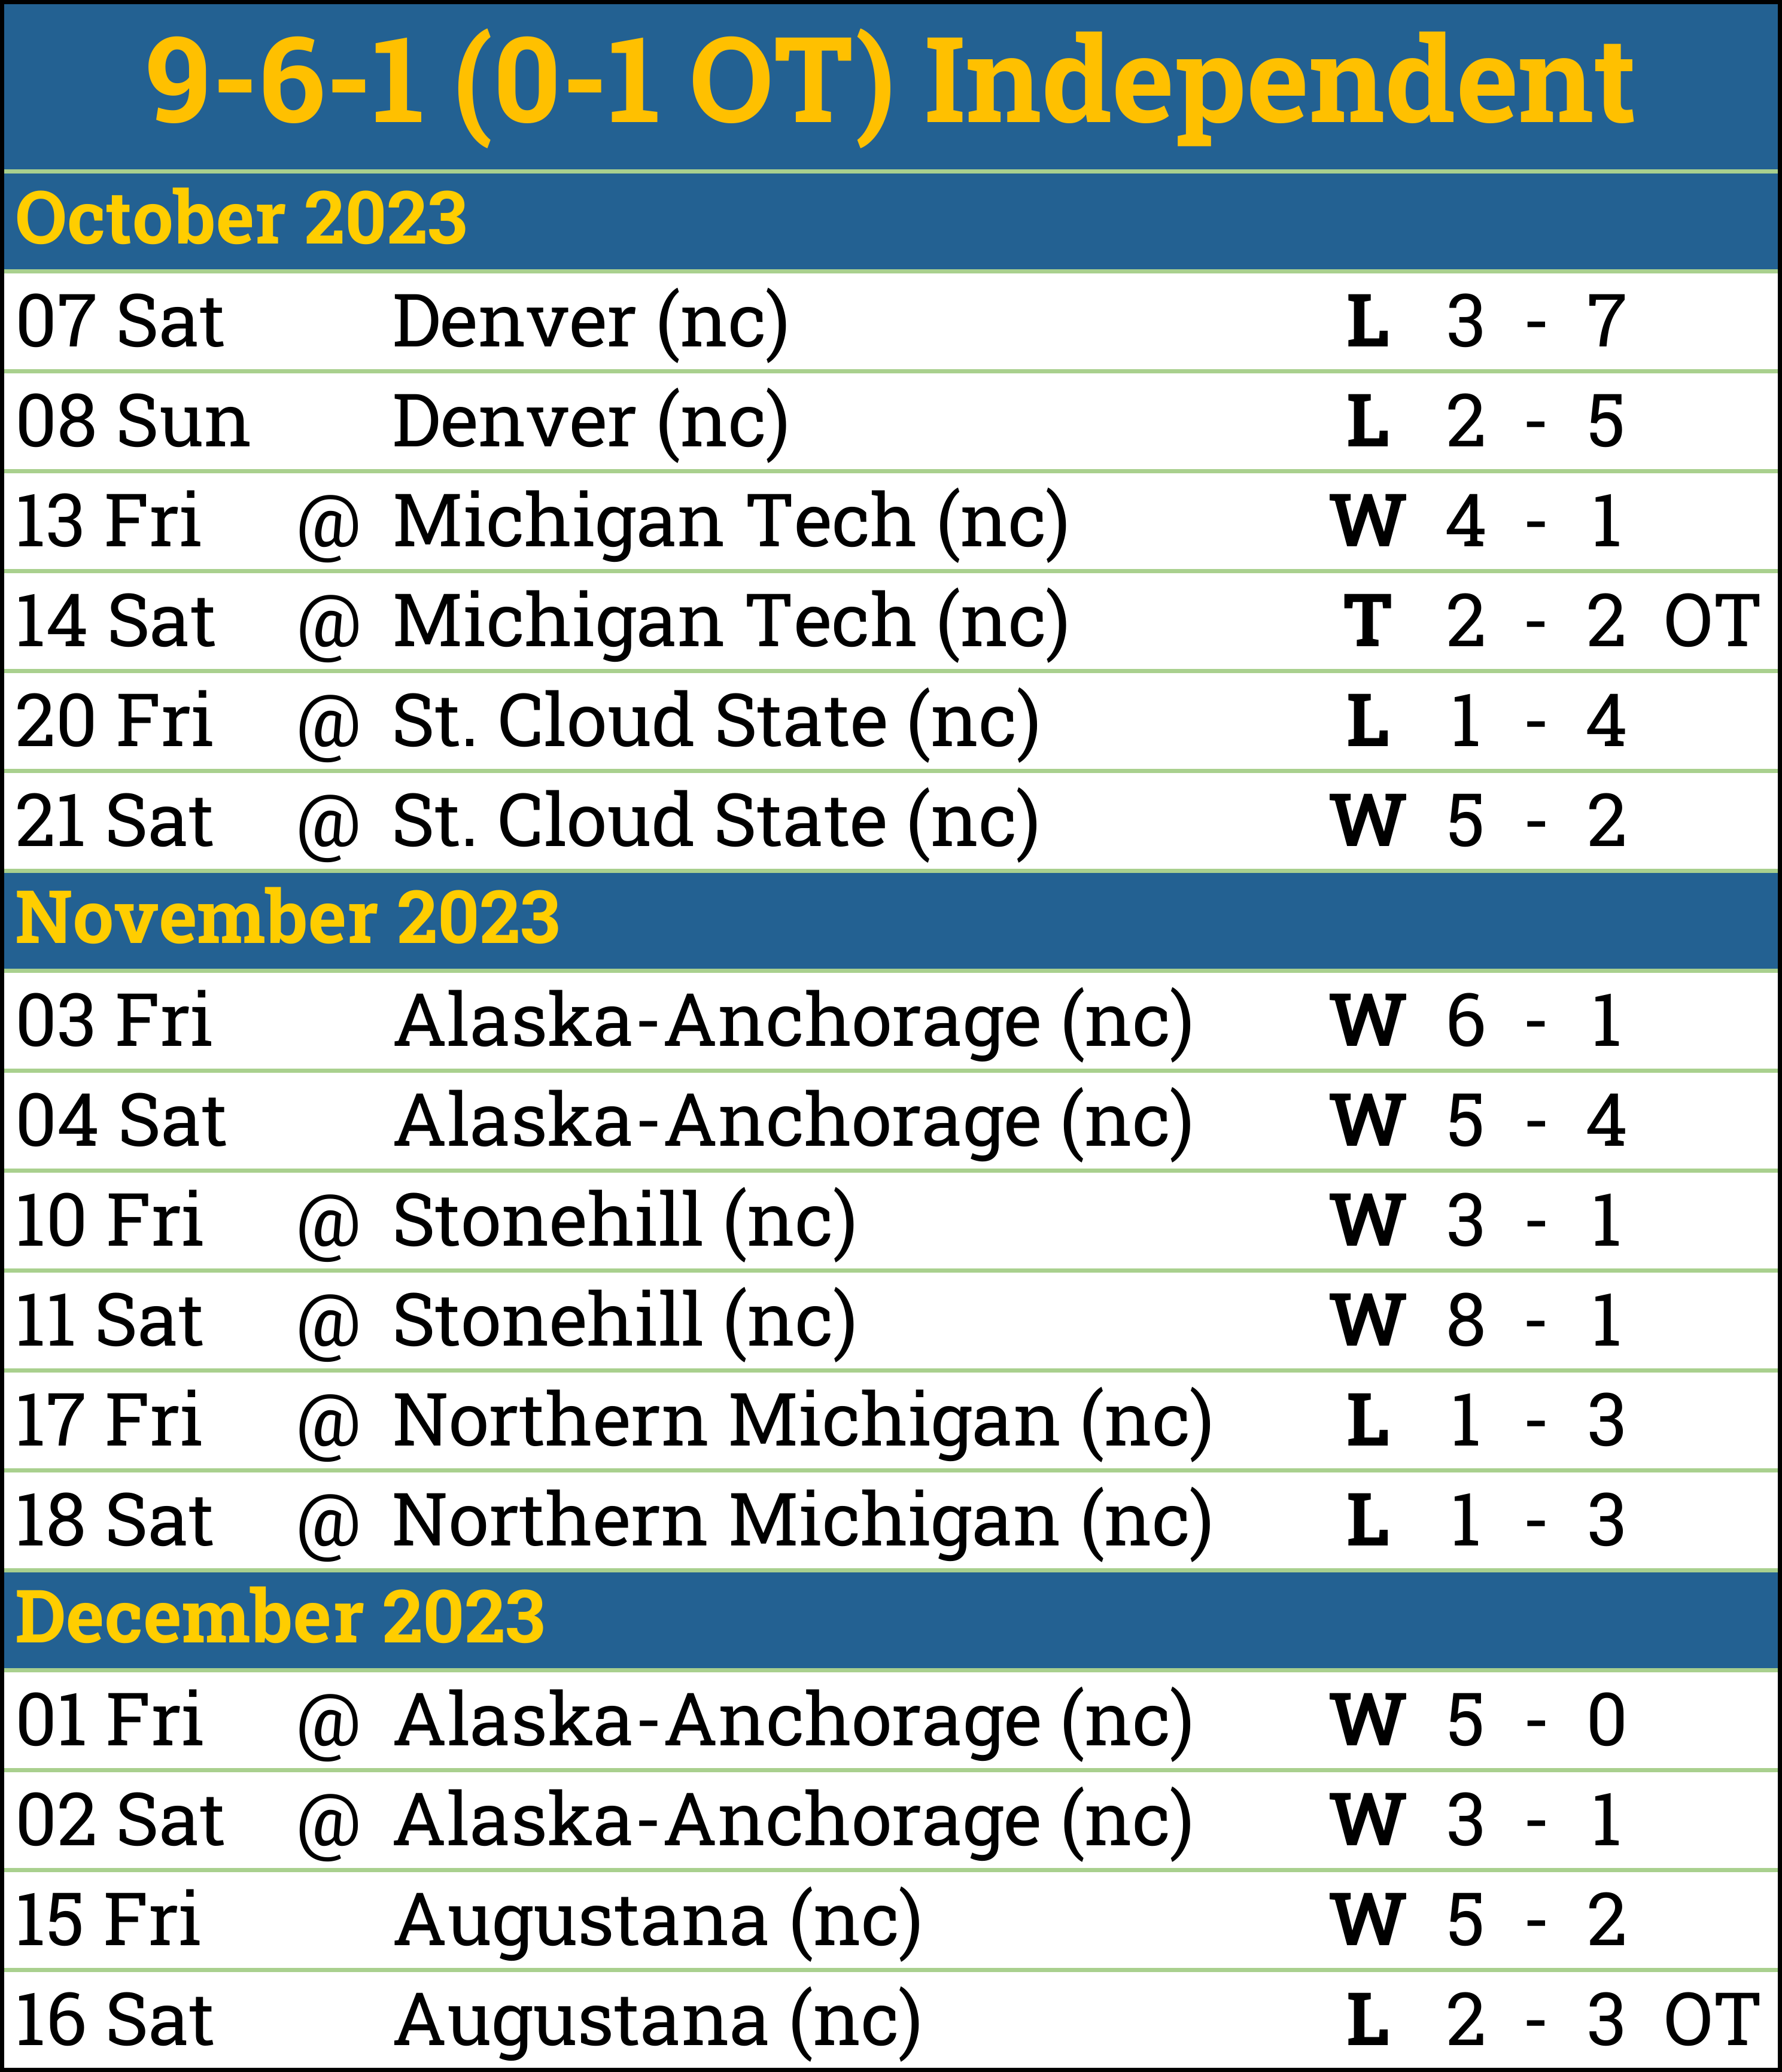 9-6-1 (0-1 OT) Independent
October 2023
07 Sat Denver (nc) L 3 - 7
08 Sun Denver (nc) L 2 - 5
13 Fri @ Michigan Tech (nc) W 4 - 1
14 Sat @ Michigan Tech (nc) T 2 - 2 OT
20 Fri @ St. Cloud State (nc) L 1 - 4
21 Sat @ St. Cloud State (nc) W 5 - 2
November 2023
03 Fri Alaska-Anchorage (nc) W 6 - 1
04 Sat Alaska-Anchorage (nc) W 5 - 4
10 Fri @ Stonehill (nc) W 3 - 1
11 Sat @ Stonehill (nc) W 8 - 1
17 Fri @ Northern Michigan (nc) L 1 - 3
18 Sat @ Northern Michigan (nc) L 1 - 3
December 2023
01 Fri @ Alaska-Anchorage (nc) W 5 - 0
02 Sat @ Alaska-Anchorage (nc) W 3 - 1
15 Fri Augustana (nc) W 5 - 2
16 Sat Augustana (nc) L 2 - 3 OT